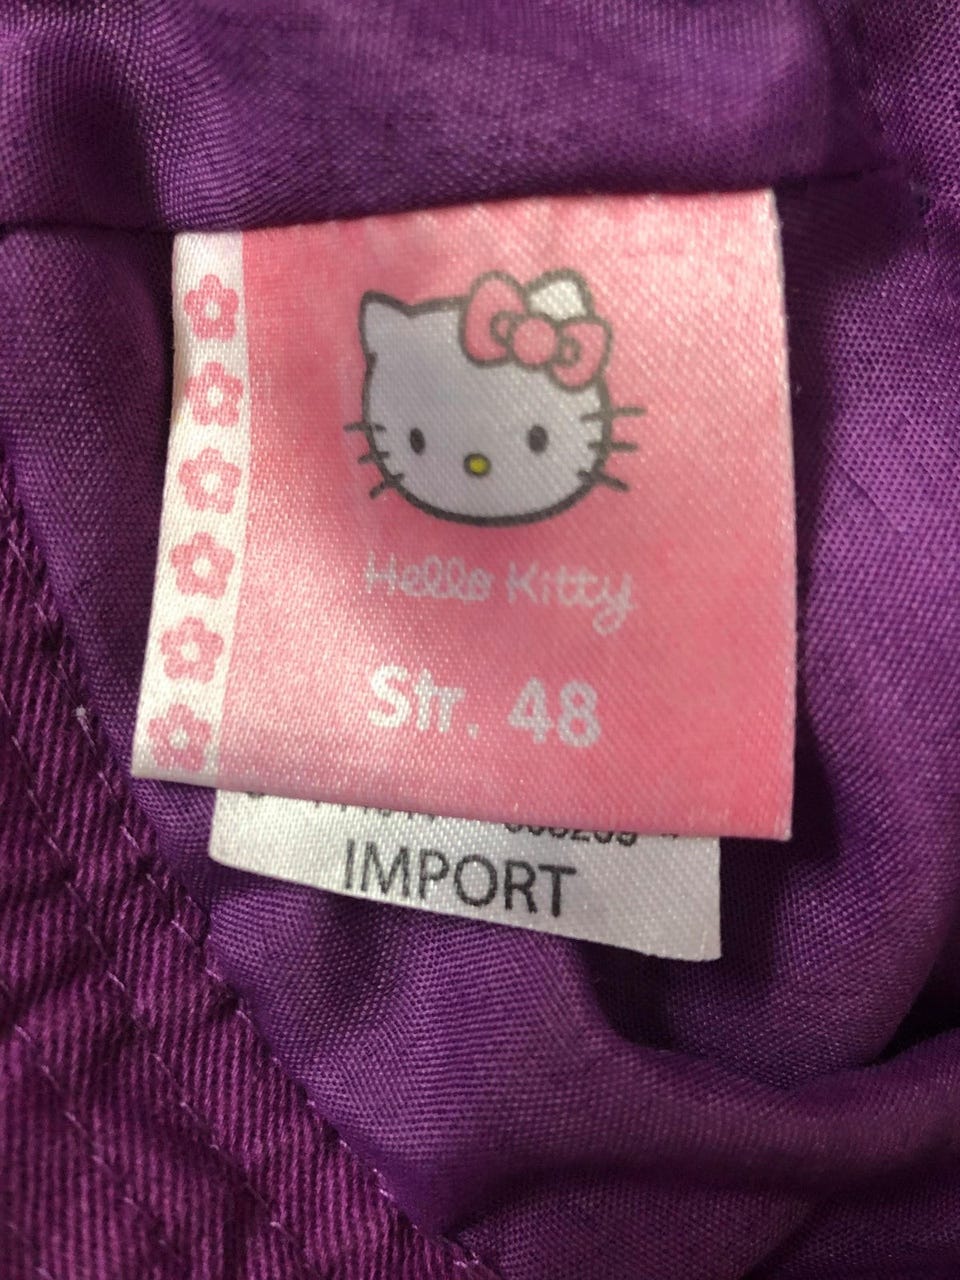 Hello Kitty
Str. 48
IMPORT